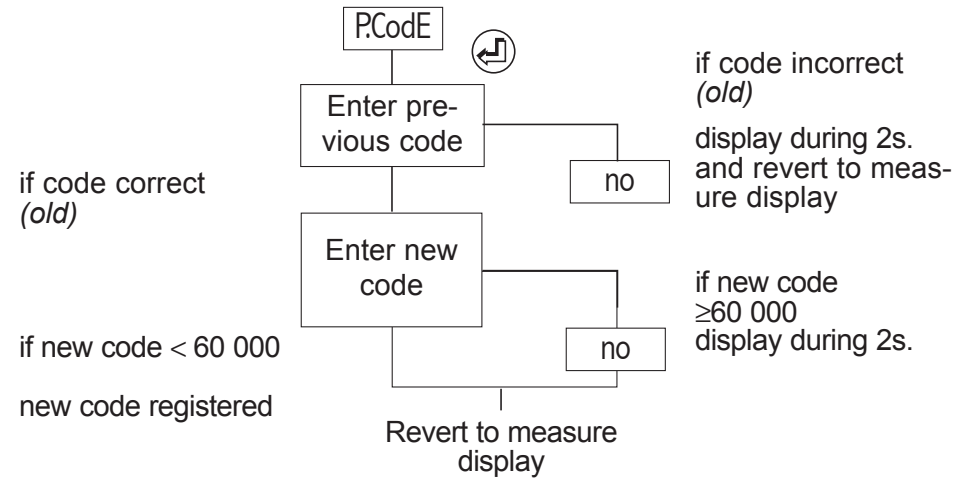 P.CodE
Enter pre-
vious code
if code incorrect
(old)
display during 2s.
and revert to meas-
ure display
no
if code correct
(old)
Enter new
code
if new code
≥60 000
display during 2s.
no
if new code < 60 000
new code registered
Revert to measure
display